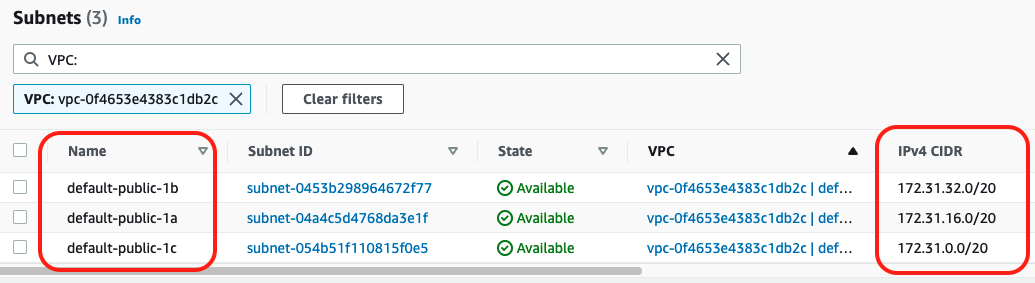 Subnets (3) Info
VPC:
VPC: vpc-0f4653e4383c1db2c
Clear filters
Name Subnet ID State VPC IPv4 CIDR
default-public-1b subnet-0453b298964672f77 Available vpc-0f4653e4383c1db2c | def… 172.31.32.0/20
default-public-1a subnet-04a4c5d4768da3e1f Available vpc-0f4653e4383c1db2c | def… 172.31.16.0/20
default-public-1c subnet-054b51f110815f0e5 Available vpc-0f4653e4383c1db2c | def… 172.31.0.0/20